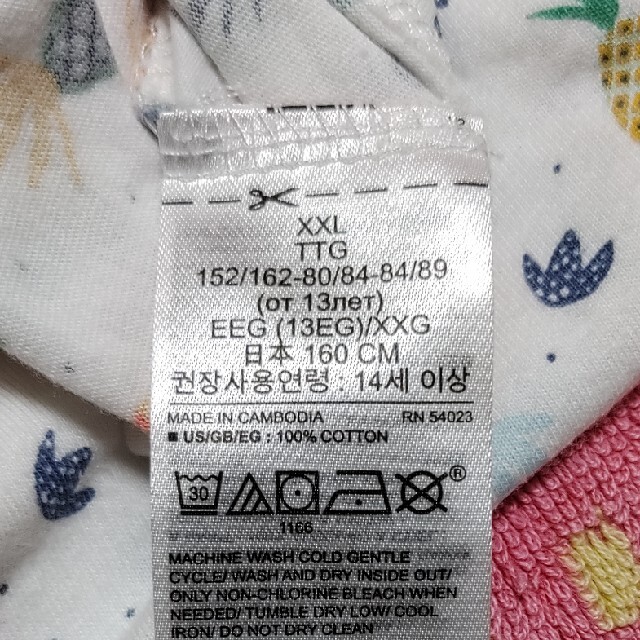 XXL
TTG
152/162-80/84-84/89
(от 13лет)
EEG (13EG)/XXG
日本 160 CM
권장사용연령 : 14세 이상
MADE IN CAMBODIA RN 54023
■ US/GB/EG : 100% COTTON
30
®
1166
MACHINE WASH COLD GENTLE
CYCLE/ WASH AND DRY INSIDE OUT/
ONLY NON-CHLORINE BLEACH WHEN
NEEDED/ TUMBLE DRY LOW/ COOL
IRON/ DO NOT DRY CLEAN